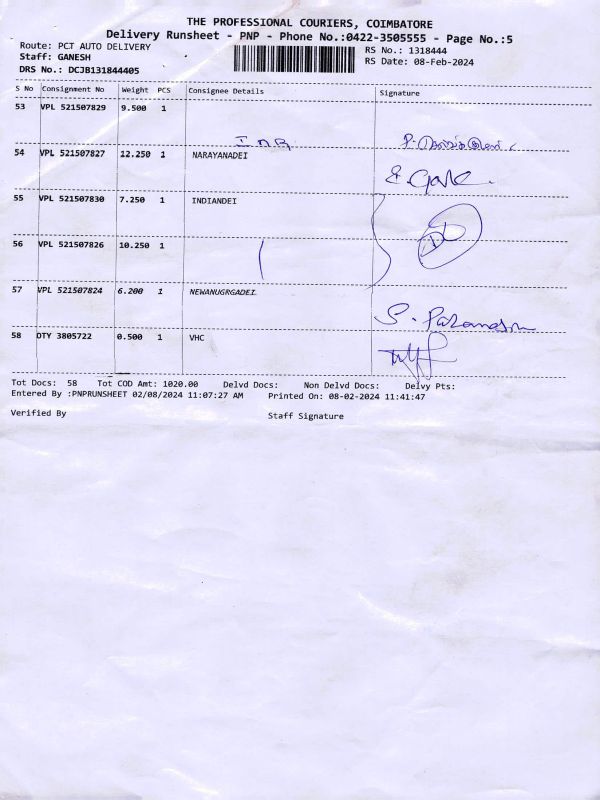 THE PROFESSIONAL COURIERS, COIMBATORE
Delivery Runsheet - PNP - Phone No.:0422-3505555 - Page No.:5
Route: PCT AUTO DELIVERY RS No.: 1318444
Staff: GANESH RS Date: 08-Feb-2024
DRS No.: DCJB131844405
S No Consignment No Weight PCS Consignee Details Signature
53 VPL 521507829 9.500 1
54 VPL 521507827 12.250 1 NARAYANADEI
55 VPL 521507830 7.250 1 INDIANDEI
56 VPL 521507826 10.250 1
57 VPL 521507824 6.200 1 NEWANUGRGADEI
58 DTY 3805722 0.500 1 VHC
Tot Docs: 58 Tot COD Amt: 1020.00 Delvd Docs: Non Delvd Docs: Delvy Pts:
Entered By :PNPRUNSHEET 02/08/2024 11:07:27 AM Printed On: 08-02-2024 11:41:47
Verified By Staff Signature